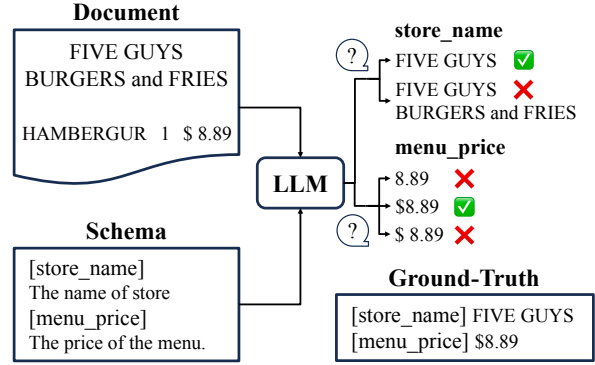 Document
FIVE GUYS
BURGERS and FRIES
HAMBERGUR 1 $ 8.89
Schema
[store_name]
The name of store
[menu_price]
The price of the menu.
LLM
?
store_name
FIVE GUYS
FIVE GUYS
BURGERS and FRIES
menu_price
8.89
$8.89
$ 8.89
?
Ground-Truth
[store_name] FIVE GUYS
[menu_price] $8.89